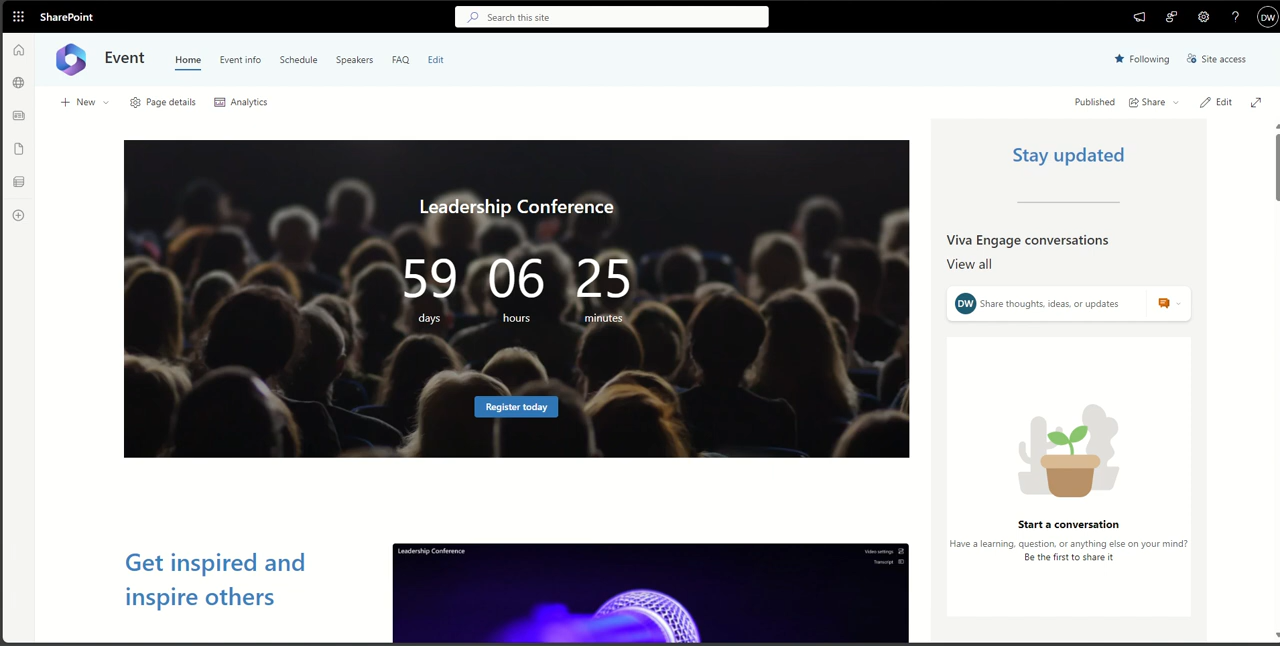 SharePoint
Search this site
DW
Event
Home Event info Schedule Speakers FAQ Edit
Following Site access
New Page details Analytics
Published Share Edit
Leadership Conference
59 06 25
days hours minutes
Register today
Stay updated
Viva Engage conversations
View all
DW Share thoughts, ideas, or updates
Start a conversation
Have a learning, question, or anything else on your mind?
Be the first to share it
Get inspired and
inspire others
Leadership Conference
Video settings
Transcript